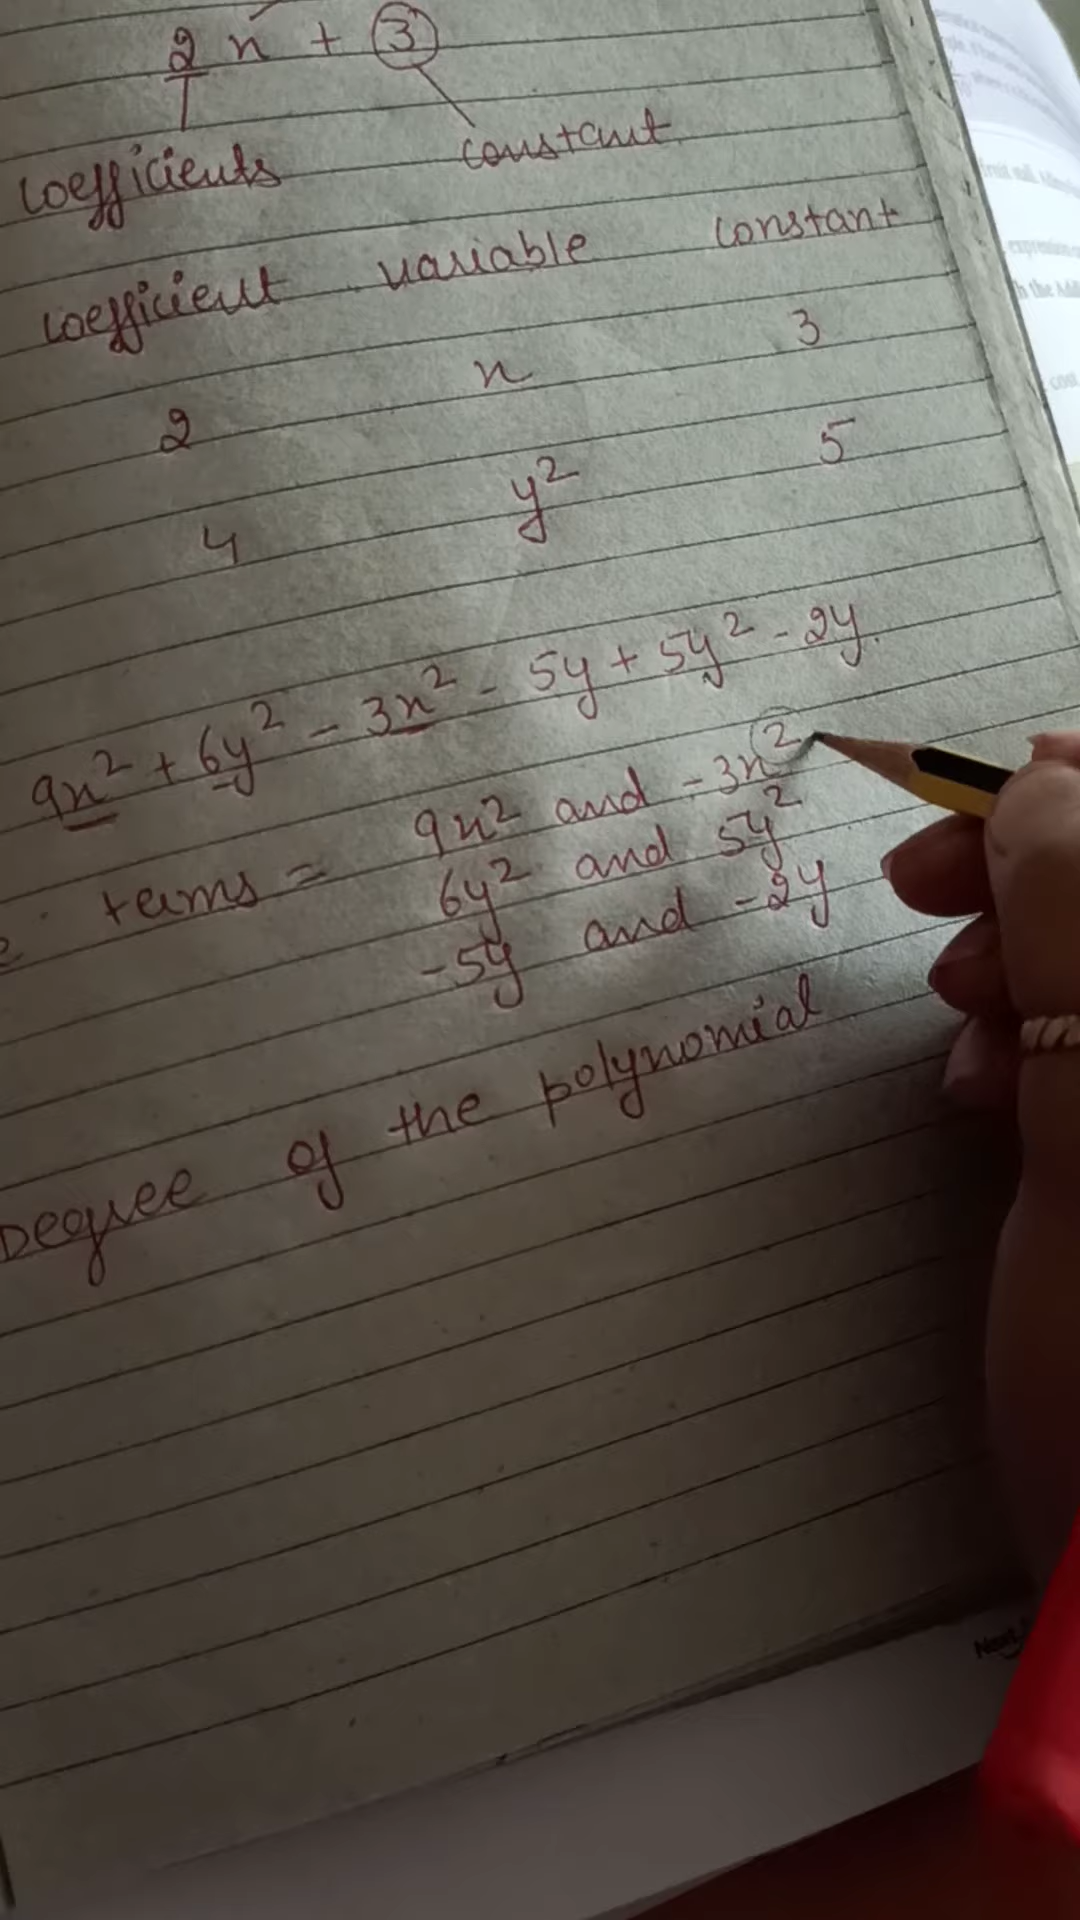 2x + 3
coefficients constant
coefficient variable constant
2 x 3
4 y² 5
9x² + 6y² - 3x² - 5y + 5y² - 2y.
terms = 9x² and -3x²
6y² and 5y²
-5y and -2y
Degree of the polynomial